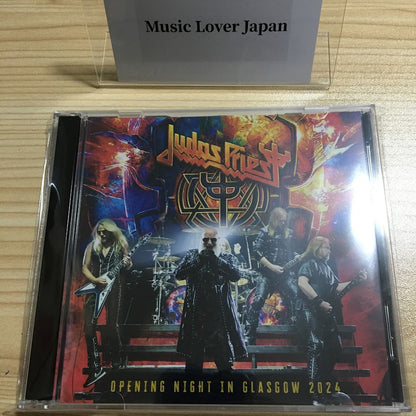 Music Lover Japan
Judas Priest
OPENING NIGHT IN GLASGOW 2024